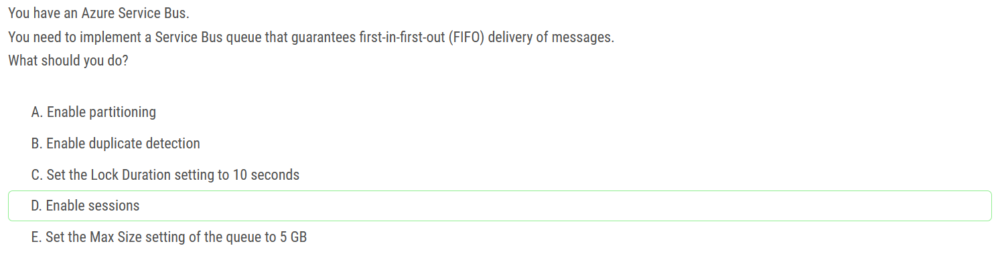 You have an Azure Service Bus.
You need to implement a Service Bus queue that guarantees first-in-first-out (FIFO) delivery of messages.
What should you do?
A. Enable partitioning
B. Enable duplicate detection
C. Set the Lock Duration setting to 10 seconds
D. Enable sessions
E. Set the Max Size setting of the queue to 5 GB